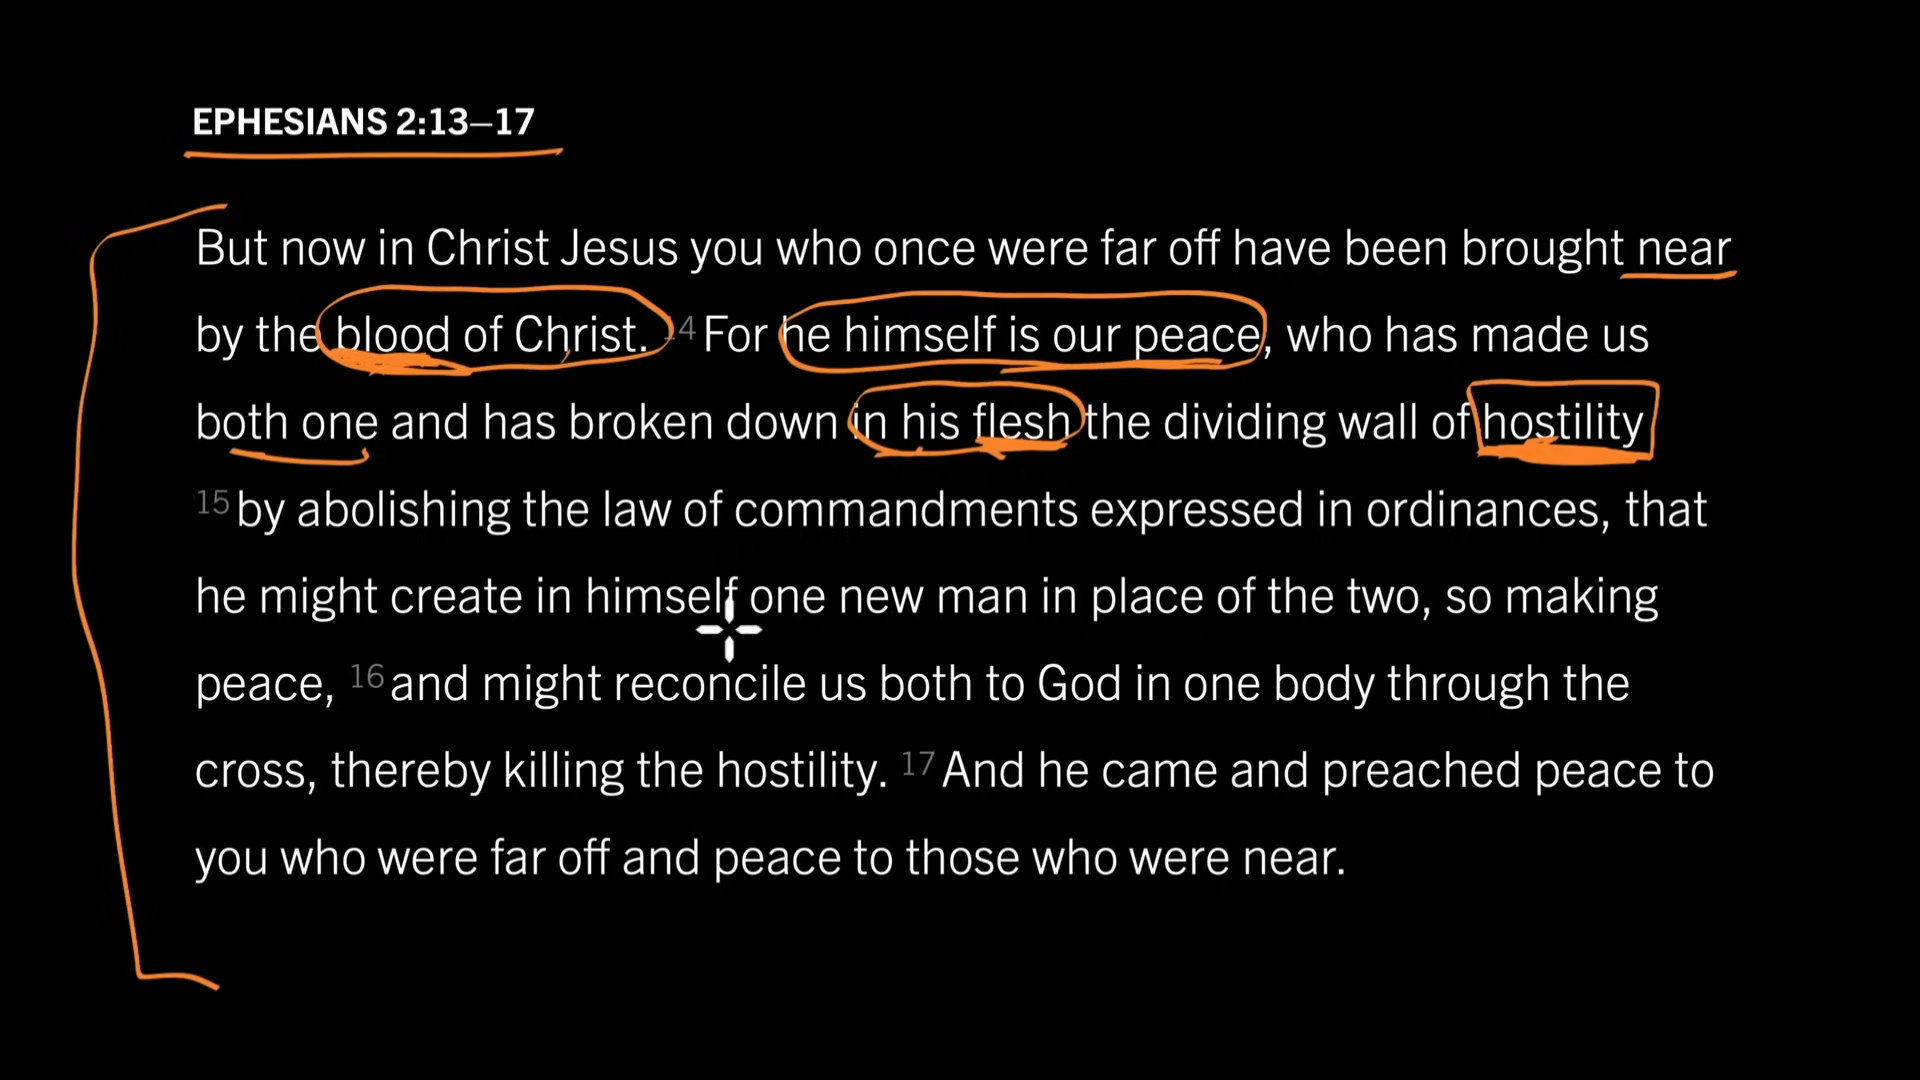 EPHESIANS 2:13–17
But now in Christ Jesus you who once were far off have been brought near
by the blood of Christ. 14 For he himself is our peace, who has made us
both one and has broken down in his flesh the dividing wall of hostility
15 by abolishing the law of commandments expressed in ordinances, that
he might create in himself one new man in place of the two, so making
peace, 16 and might reconcile us both to God in one body through the
cross, thereby killing the hostility. 17 And he came and preached peace to
you who were far off and peace to those who were near.